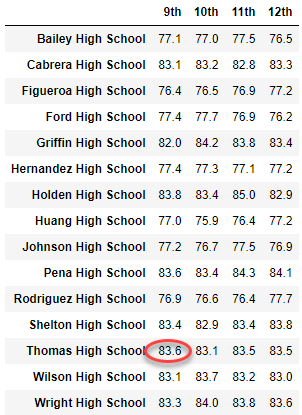 9th 10th 11th 12th
Bailey High School 77.1 77.0 77.5 76.5
Cabrera High School 83.1 83.2 82.8 83.3
Figueroa High School 76.4 76.5 76.9 77.2
Ford High School 77.4 77.7 76.9 76.2
Griffin High School 82.0 84.2 83.8 83.4
Hernandez High School 77.4 77.3 77.1 77.2
Holden High School 83.8 83.4 85.0 82.9
Huang High School 77.0 75.9 76.4 77.2
Johnson High School 77.2 76.7 77.5 76.9
Pena High School 83.6 83.4 84.3 84.1
Rodriguez High School 76.9 76.6 76.4 77.7
Shelton High School 83.4 82.9 83.4 83.8
Thomas High School 83.6 83.1 83.5 83.5
Wilson High School 83.1 83.7 83.2 83.0
Wright High School 83.3 84.0 83.8 83.6